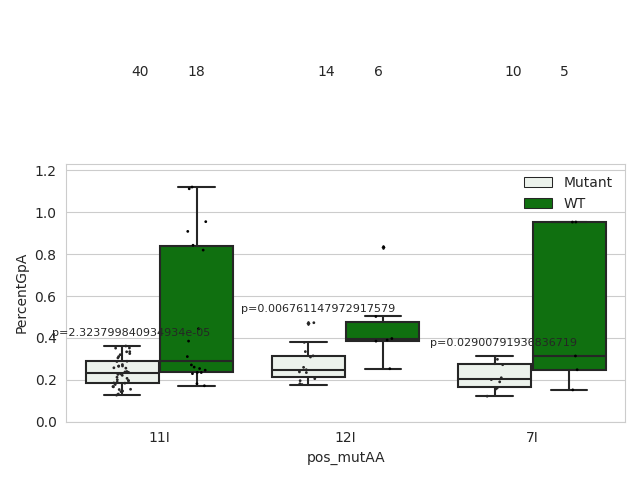 40 18 14 6 10 5
1.2
1.0
0.8
0.6
0.4
0.2
0.0
PercentGpA
Mutant
WT
p=2.323799840934934e-05
p=0.006761147972917579
p=0.02900791936836719
11I 12I 7I
pos_mutAA